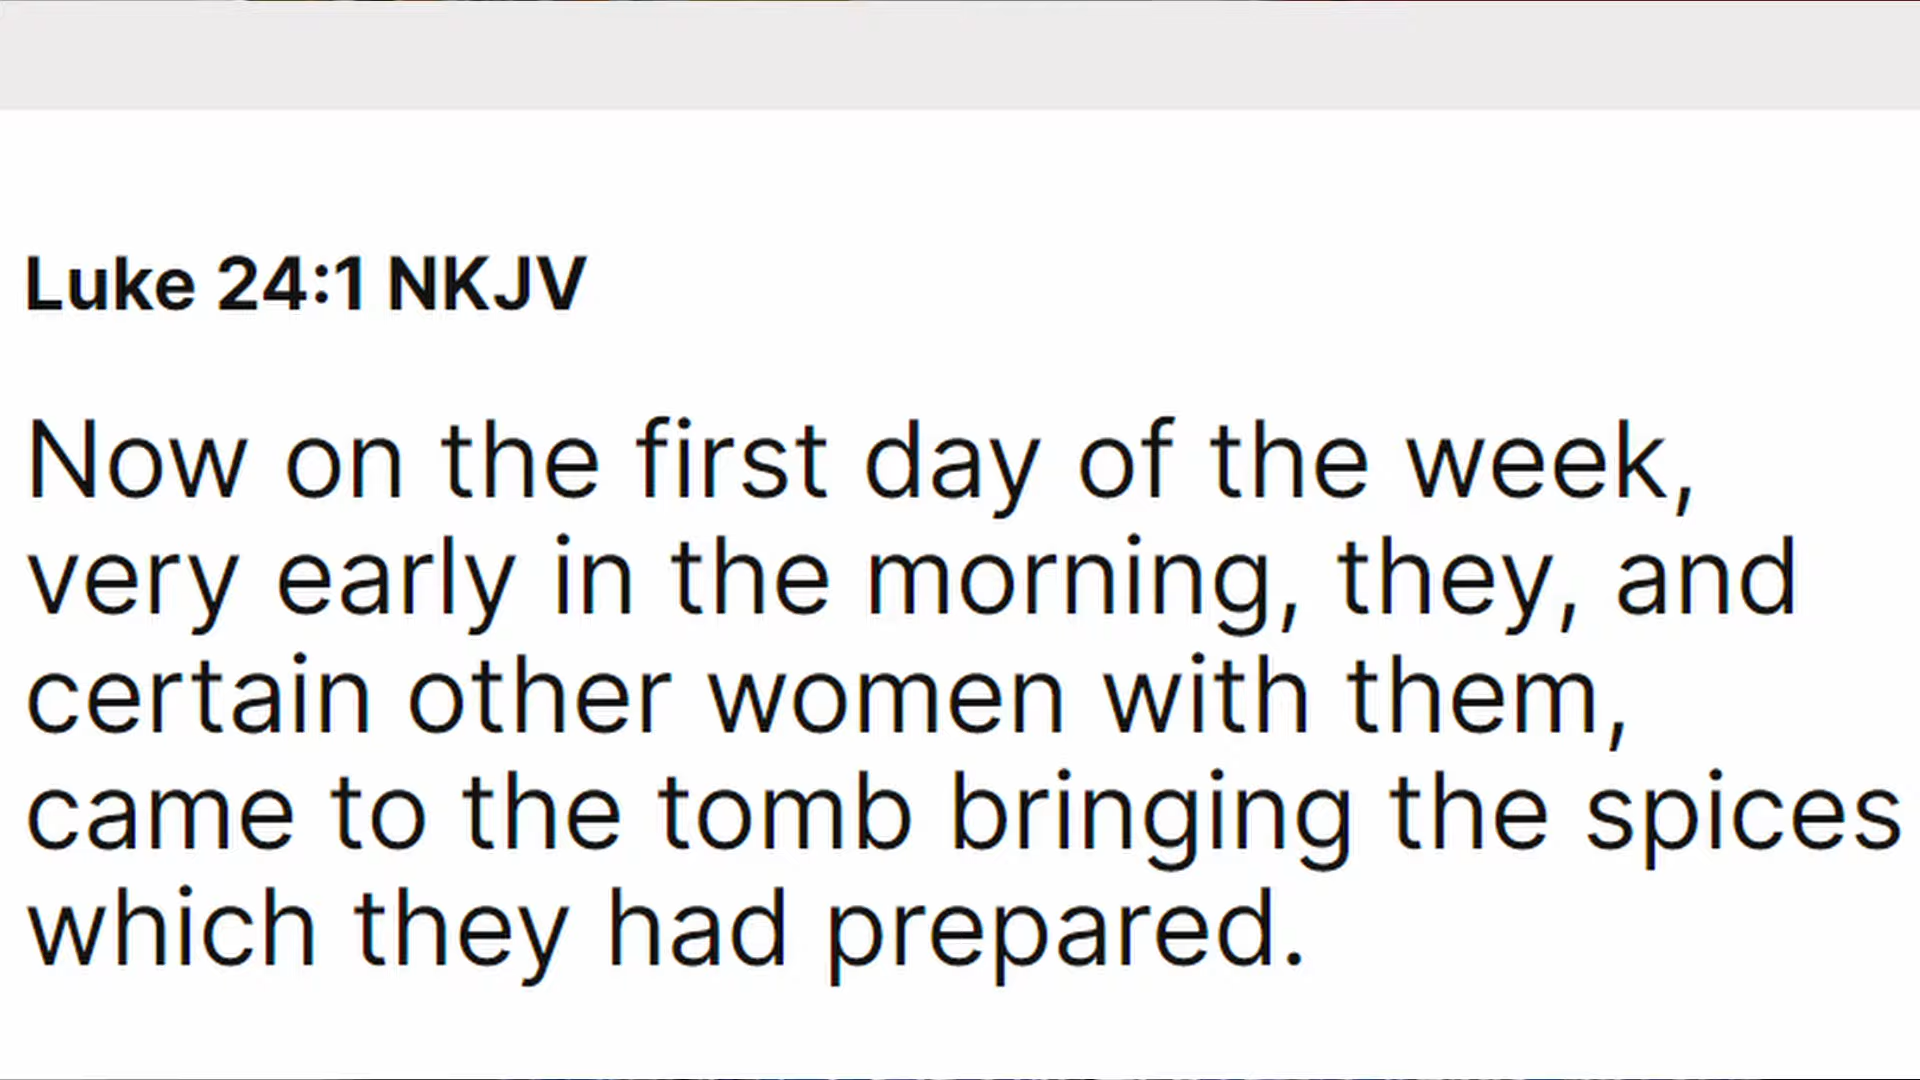 Luke 24:1 NKJV
Now on the first day of the week,
very early in the morning, they, and
certain other women with them,
came to the tomb bringing the spices
which they had prepared.